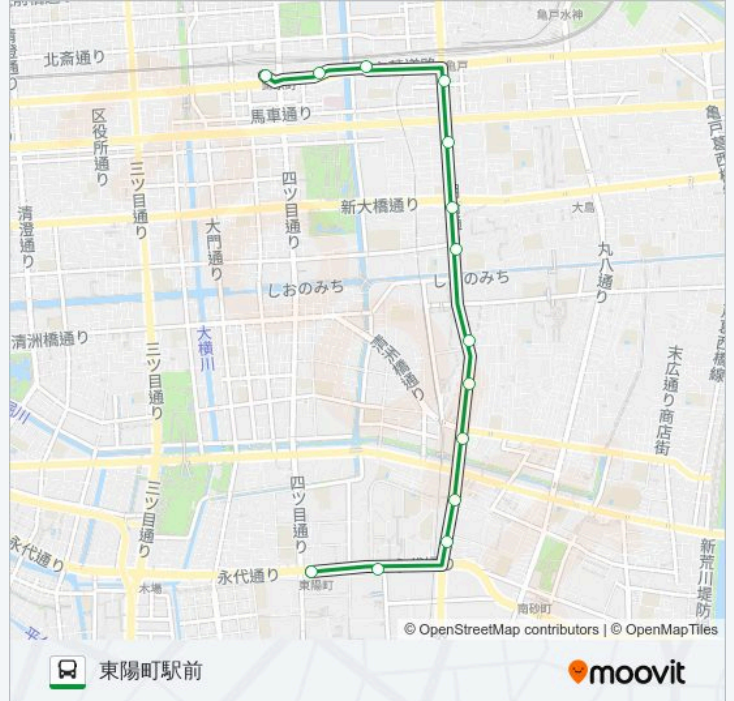 亀戸水神
北斎通り
亀戸
馬車通り
区役所通り
三ツ目通り
四ツ目通り
新大橋通り
大島
清澄通り
大門通り
丸八通り
しおのみち
のみち
清洲橋通り
大横川
三ツ目通り
清洲橋通り
末広通り商店街
四ツ目通り
三ツ目通り
永代通り
永代通り
木場
東陽町
南砂町
新荒川堤防
© OpenStreetMap contributors | © OpenMapTiles
東陽町駅前
moovit